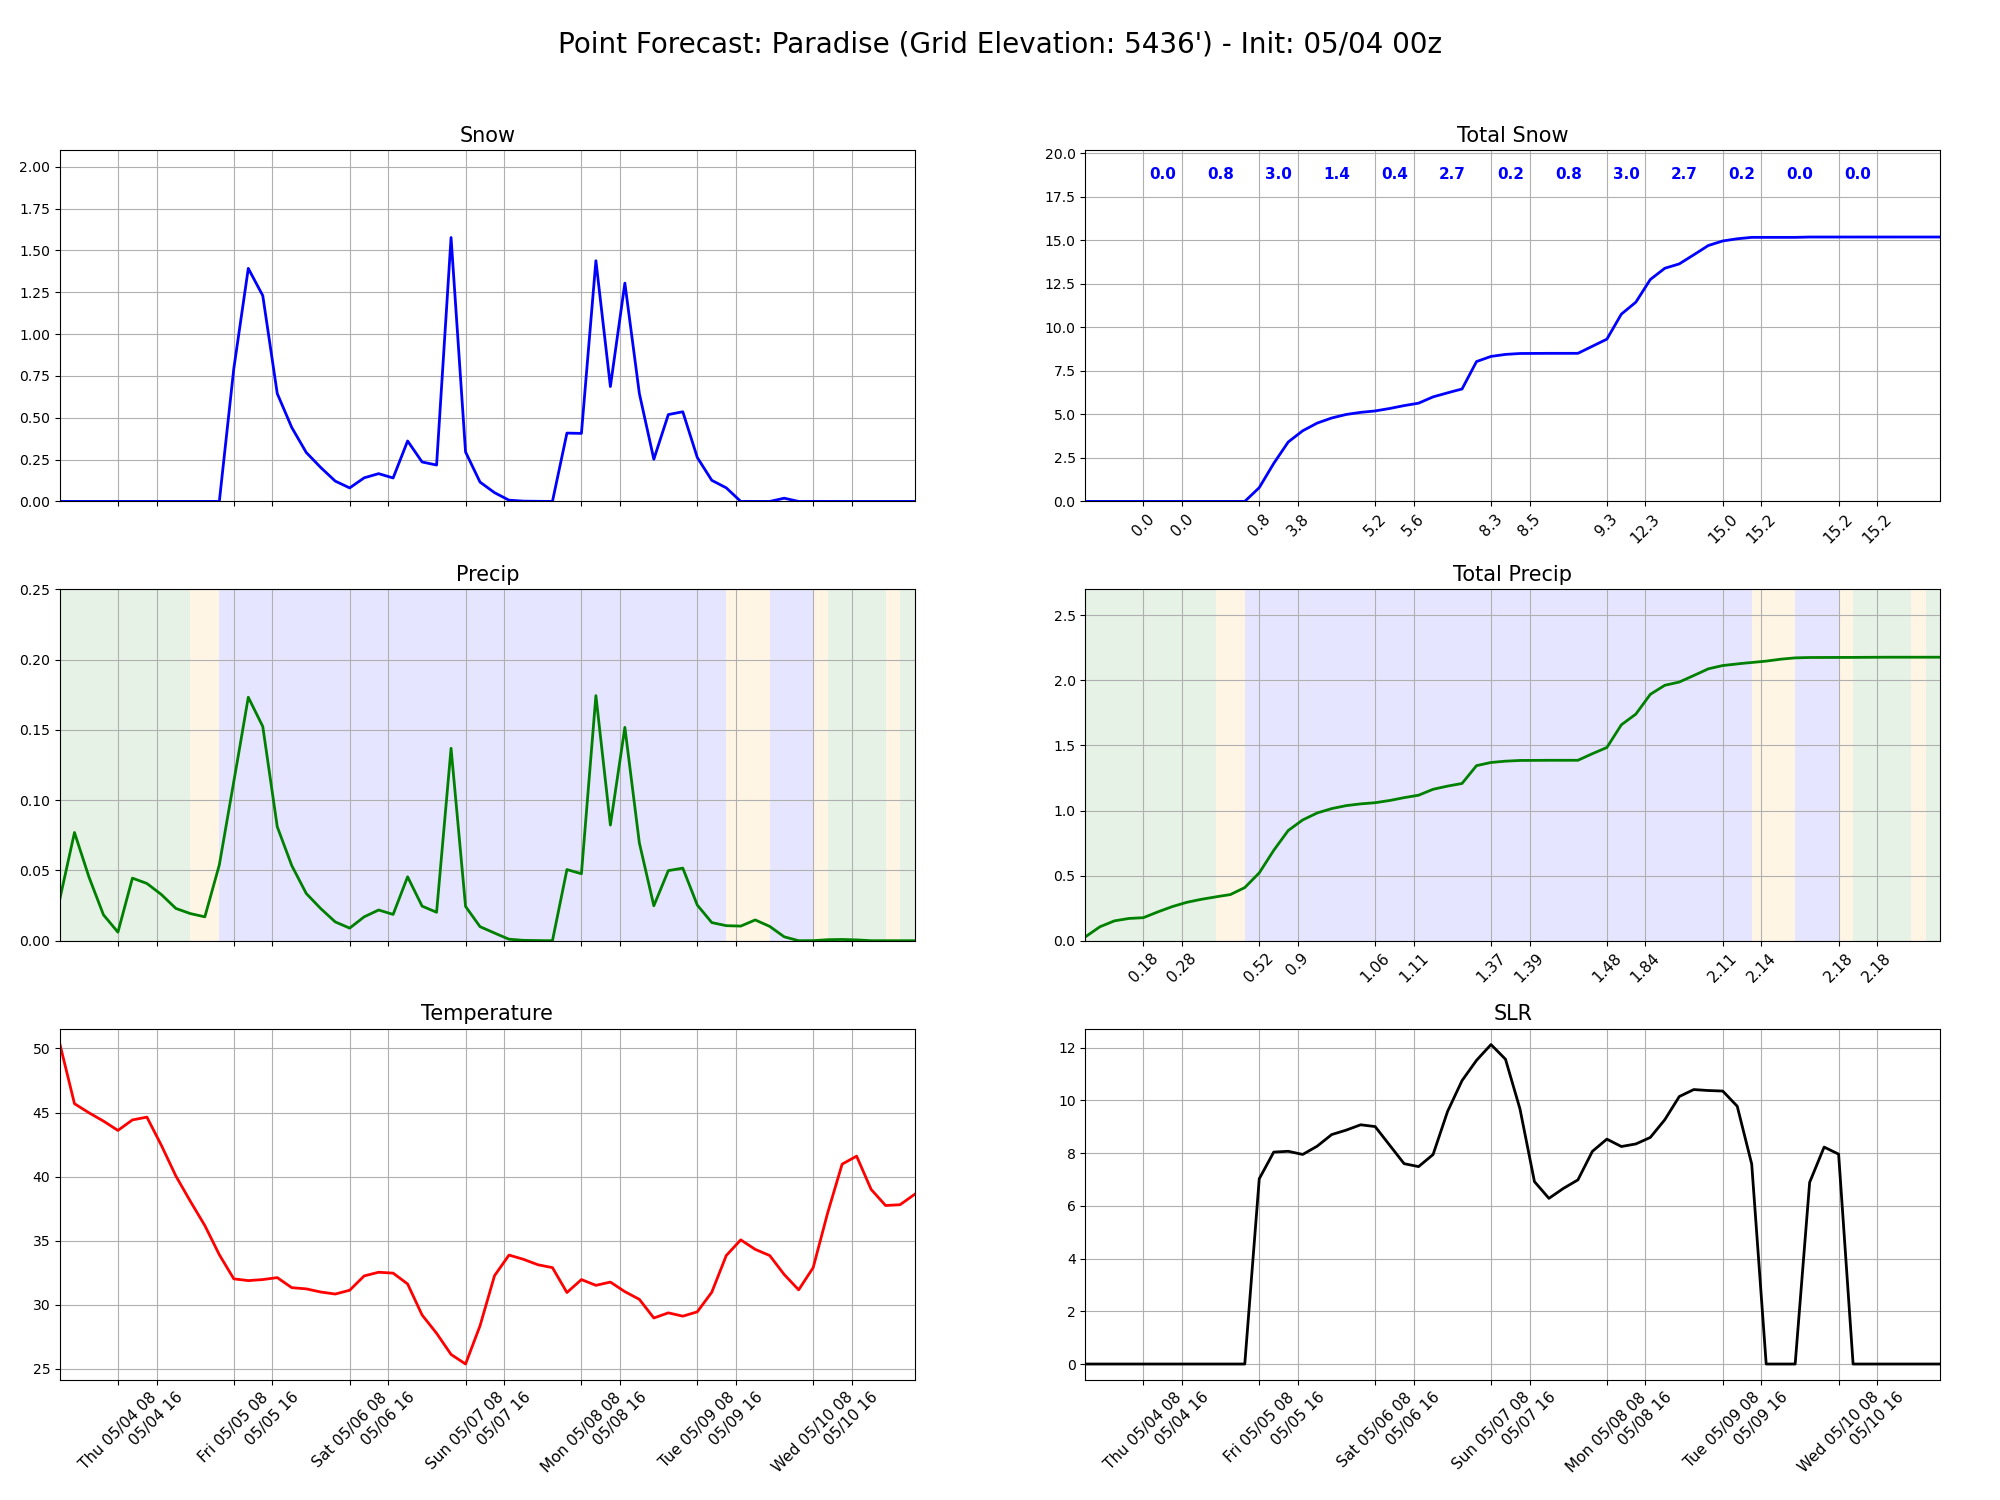 Point Forecast: Paradise (Grid Elevation: 5436') - Init: 05/04 00z
Snow
2.00
1.75
1.50
1.25
1.00
0.75
0.50
0.25
0.00
Total Snow
20.0
17.5
15.0
12.5
10.0
7.5
5.0
2.5
0.0
0.0 0.8 3.0 1.4 0.4 2.7 0.2 0.8 3.0 2.7 0.2 0.0 0.0
0.0 0.0 0.8 3.8 5.2 5.6 8.3 8.5 9.3 12.3 15.0 15.2 15.2 15.2
Precip
0.25
0.20
0.15
0.10
0.05
0.00
Total Precip
2.5
2.0
1.5
1.0
0.5
0.0
0.18 0.28 0.52 0.9 1.06 1.11 1.37 1.39 1.48 1.84 2.11 2.14 2.18 2.18
Temperature
50
45
40
35
30
25
Thu 05/04 08
05/04 16
Fri 05/05 08
05/05 16
Sat 05/06 08
05/06 16
Sun 05/07 08
05/07 16
Mon 05/08 08
05/08 16
Tue 05/09 08
05/09 16
Wed 05/10 08
05/10 16
SLR
12
10
8
6
4
2
0
Thu 05/04 08
05/04 16
Fri 05/05 08
05/05 16
Sat 05/06 08
05/06 16
Sun 05/07 08
05/07 16
Mon 05/08 08
05/08 16
Tue 05/09 08
05/09 16
Wed 05/10 08
05/10 16